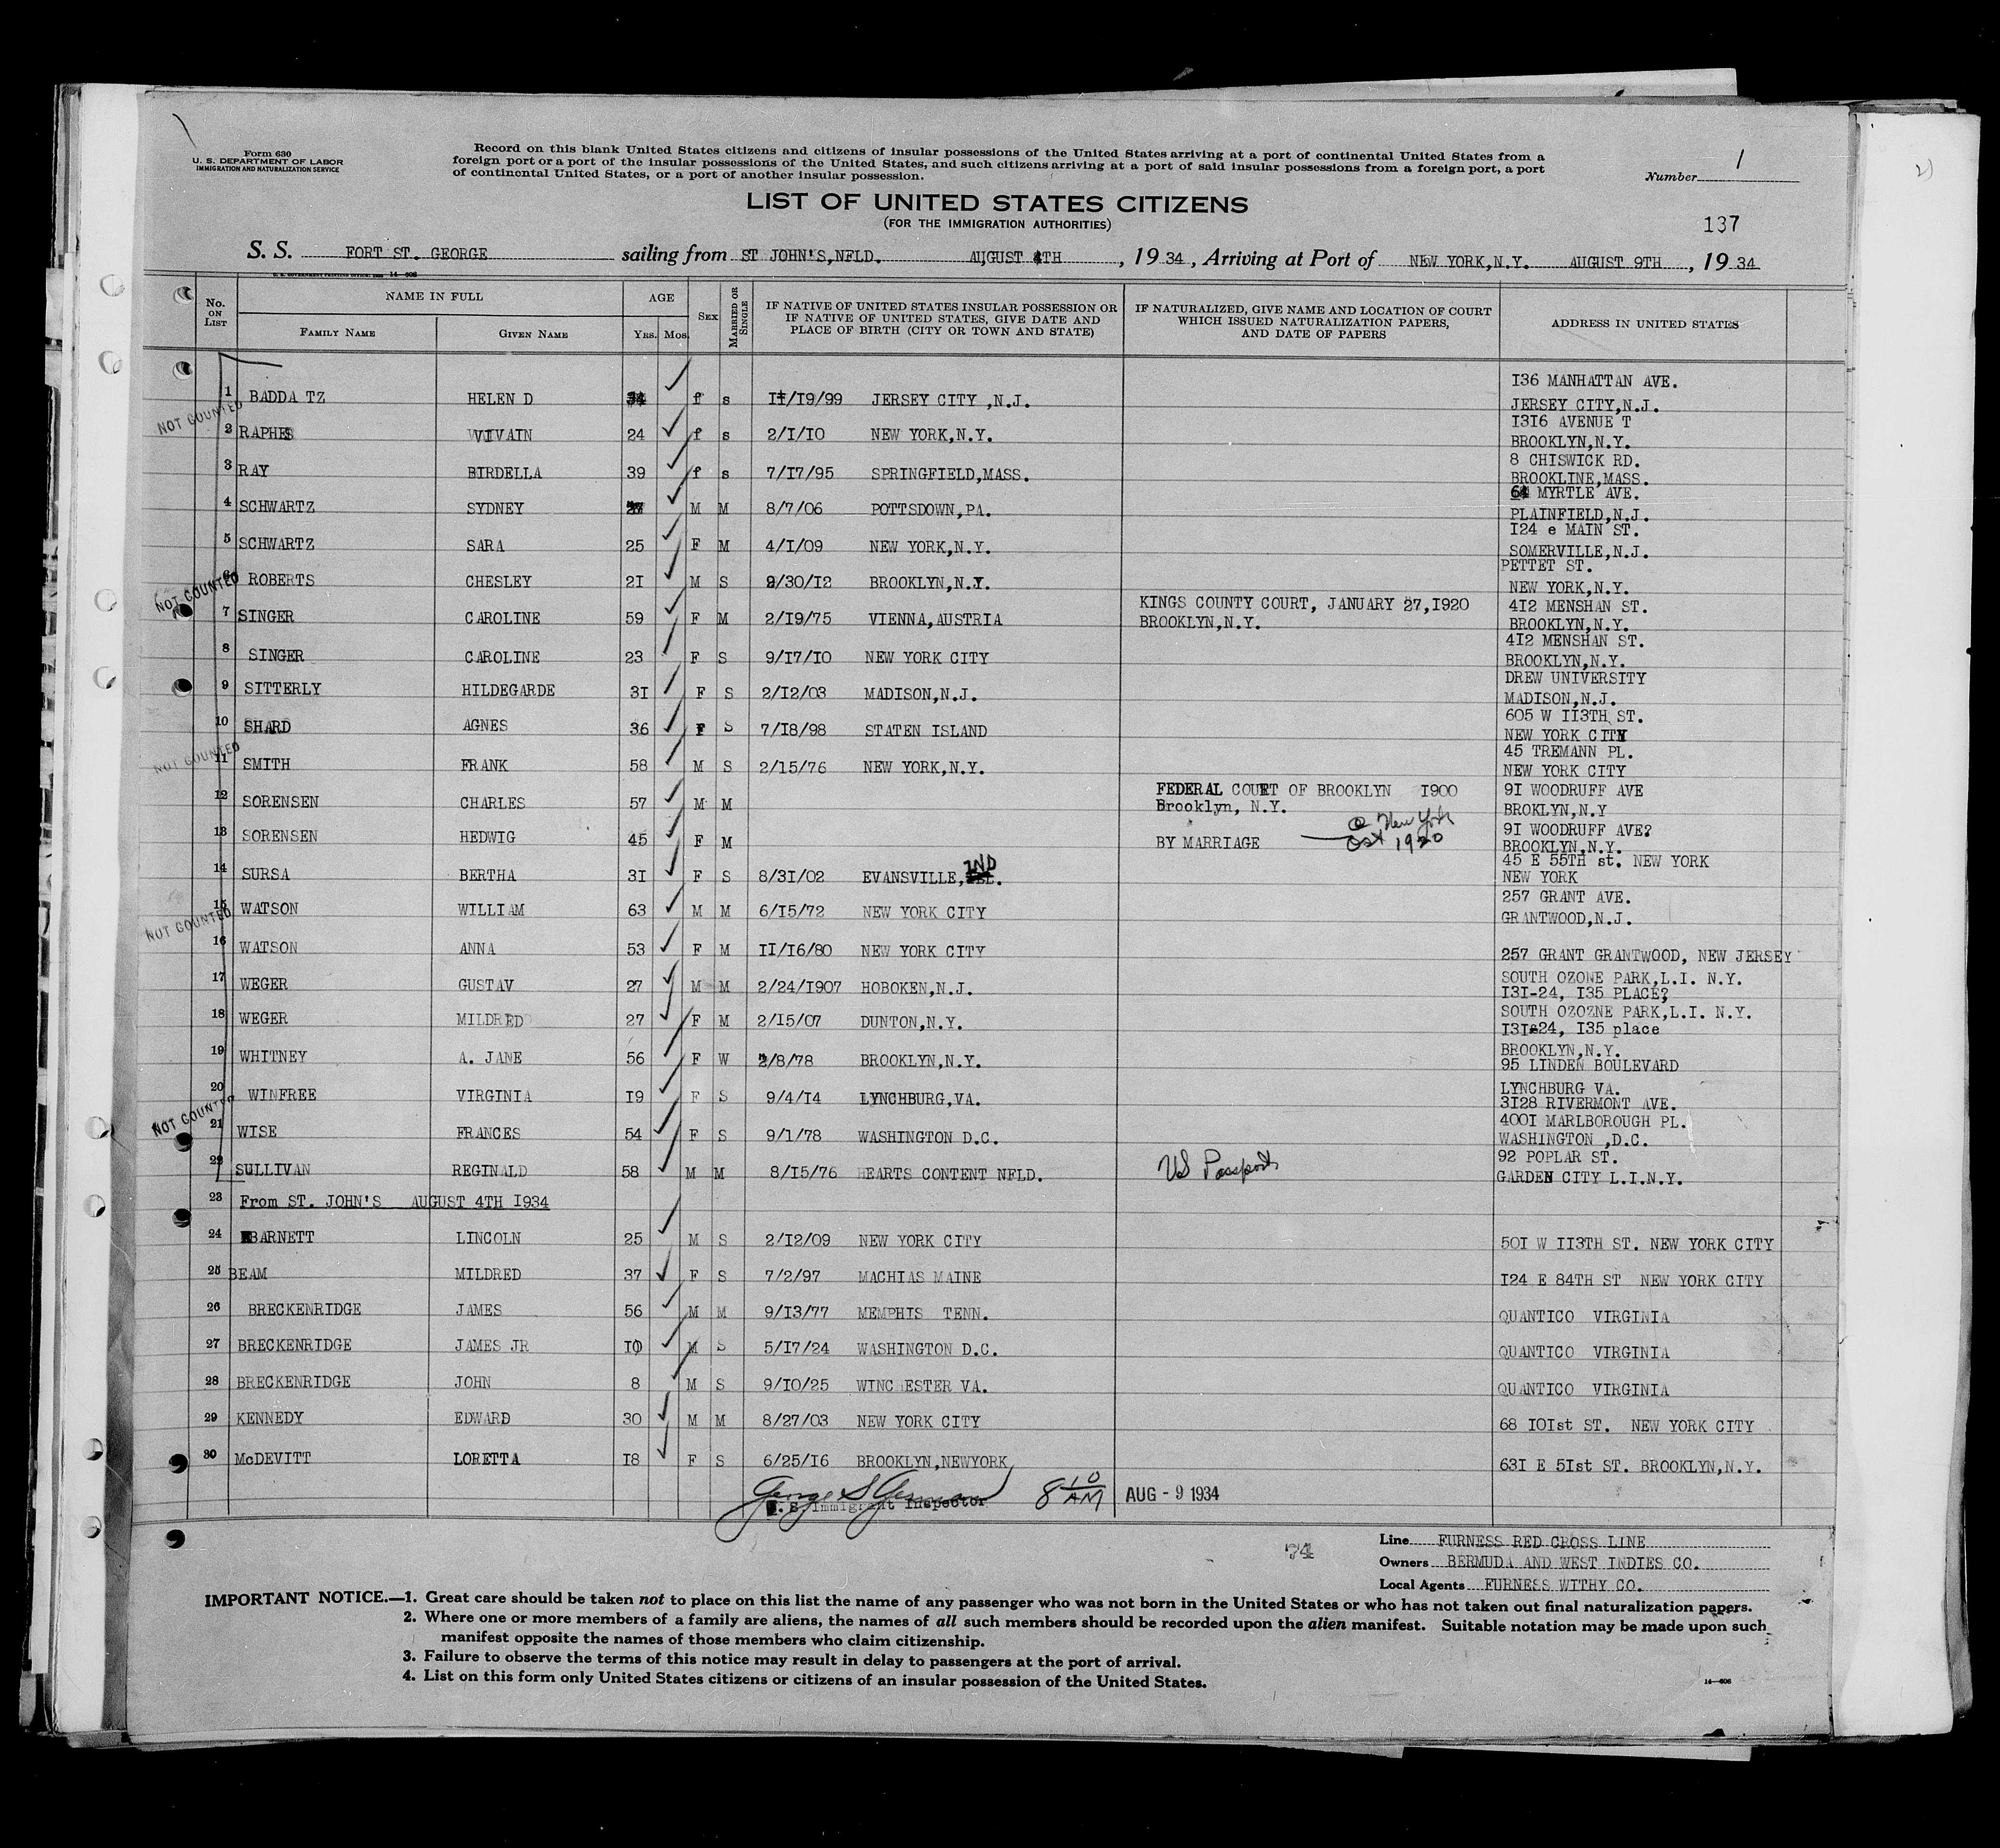 Form 630
U. S. DEPARTMENT OF LABOR
IMMIGRATION AND NATURALIZATION SERVICE
Record on this blank United States citizens and citizens of insular possessions of the United States arriving at a port of continental United States from a
foreign port or a port of the insular possessions of the United States, and such citizens arriving at a port of said insular possessions from a foreign port, a port
of continental United States, or a port of another insular possession.
Number 1
LIST OF UNITED STATES CITIZENS
(FOR THE IMMIGRATION AUTHORITIES)
137
S. S. FORT ST. GEORGE sailing from ST JOHN'S,NFLD. AUGUST 4TH , 19 34 , Arriving at Port of NEW YORK,N.Y. AUGUST 9TH , 19 34
No. ON LIST NAME IN FULL AGE SEX MARRIED OR SINGLE IF NATIVE OF UNITED STATES INSULAR POSSESSION OR IF NATIVE OF UNITED STATES, GIVE DATE AND PLACE OF BIRTH (CITY OR TOWN AND STATE) IF NATURALIZED, GIVE NAME AND LOCATION OF COURT WHICH ISSUED NATURALIZATION PAPERS, AND DATE OF PAPERS ADDRESS IN UNITED STATES
FAMILY NAME GIVEN NAME YRS. MOS.
136 MANHATTAN AVE.
1 BADDA TZ HELEN D 34 f s 11/19/99 JERSEY CITY ,N.J. JERSEY CITY,N.J.
NOT COUNTED
1316 AVENUE T
2 RAPHES VIVAIN 24 f s 2/1/10 NEW YORK,N.Y. BROOKLYN,N.Y.
8 CHISWICK RD.
3 RAY BIRDELLA 39 f s 7/17/95 SPRINGFIELD,MASS. BROOKLINE,MASS.
64 MYRTLE AVE.
4 SCHWARTZ SYDNEY 27 M M 8/7/06 POTTSDOWN,PA. PLAINFIELD,N.J.
124 e MAIN ST.
5 SCHWARTZ SARA 25 F M 4/1/09 NEW YORK,N.Y. SOMERVILLE,N.J.
PETTET ST.
6 ROBERTS CHESLEY 21 M S 9/30/12 BROOKLYN,N.Y. NEW YORK,N.Y.
NOT COUNTED
KINGS COUNTY COURT, JANUARY 27,1920 412 MENSHAN ST.
7 SINGER CAROLINE 59 F M 2/19/75 VIENNA,AUSTRIA BROOKLYN,N.Y. BROOKLYN,N.Y.
412 MENSHAN ST.
8 SINGER CAROLINE 23 F S 9/17/10 NEW YORK CITY BROOKLYN,N.Y.
DREW UNIVERSITY
9 SITTERLY HILDEGARDE 31 F S 2/12/03 MADISON,N.J. MADISON,N.J.
605 W 113TH ST.
10 SHARD AGNES 36 F S 7/18/98 STATEN ISLAND NEW YORK CITY
NOT COUNTED
45 TREMANN PL.
11 SMITH FRANK 58 M S 2/15/76 NEW YORK,N.Y. NEW YORK CITY
FEDERAL COURT OF BROOKLYN 1900 91 WOODRUFF AVE
12 SORENSEN CHARLES 57 M M Brooklyn, N.Y. BROKLYN,N.Y
New York
91 WOODRUFF AVE?
13 SORENSEN HEDWIG 45 F M BY MARRIAGE Oct 1920 BROOKLYN,N.Y.
IND
45 E 55TH st. NEW YORK
14 SURSA BERTHA 31 F S 8/31/02 EVANSVILLE, NEW YORK
257 GRANT AVE.
15 WATSON WILLIAM 63 M M 6/15/72 NEW YORK CITY GRANTWOOD,N.J.
NOT COUNTED
16 WATSON ANNA 53 F M 11/16/80 NEW YORK CITY 257 GRANT GRANTWOOD, NEW JERSEY
SOUTH OZONE PARK,L.I. N.Y.
17 WEGER GUSTAV 27 M M 2/24/1907 HOBOKEN,N.J. 131-24, 135 PLACE?
SOUTH OZOZNE PARK,L.I. N.Y.
18 WEGER MILDRED 27 F M 2/15/07 DUNTON,N.Y. 131-24, 135 place
BROOKLYN,N.Y.
19 WHITNEY A. JANE 56 F W 2/8/78 BROOKLYN,N.Y. 95 LINDEN BOULEVARD
LYNCHBURG VA.
20 WINFREE VIRGINIA 19 F S 9/4/14 LYNCHBURG,VA. 3128 RIVERMONT AVE.
NOT COUNTED
4001 MARLBOROUGH PL.
21 WISE FRANCES 54 F S 9/1/78 WASHINGTON D.C. WASHINGTON ,D.C.
92 POPLAR ST.
22 SULLIVAN REGINALD 58 M M 8/15/76 HEARTS CONTENT NFLD. US Passport GARDEN CITY L.I.N.Y.
23 From ST. JOHN'S AUGUST 4TH 1934
24 BARNETT LINCOLN 25 M S 2/12/09 NEW YORK CITY 501 W 113TH ST. NEW YORK CITY
25 BEAM MILDRED 37 F S 7/2/97 MACHIAS MAINE 124 E 84TH ST NEW YORK CITY
26 BRECKENRIDGE JAMES 56 M M 9/13/77 MEMPHIS TENN. QUANTICO VIRGINIA
27 BRECKENRIDGE JAMES JR 10 M S 5/17/24 WASHINGTON D.C. QUANTICO VIRGINIA
28 BRECKENRIDGE JOHN 8 M S 9/10/25 WINCHESTER VA. QUANTICO VIRGINIA
29 KENNEDY EDWARD 30 M M 8/27/03 NEW YORK CITY 68 101st ST. NEW YORK CITY
30 McDEVITT LORETTA 18 F S 6/25/16 BROOKLYN,NEWYORK 631 E 51st ST. BROOKLYN,N.Y.
George S 8 10 AM AUG - 9 1934
U. S. Immigrant Inspector
74
Line FURNESS RED CROSS LINE
Owners BERMUDA AND WEST INDIES CO.
Local Agents FURNESS WITHY CO.
IMPORTANT NOTICE.—1. Great care should be taken not to place on this list the name of any passenger who was not born in the United States or who has not taken out final naturalization papers.
2. Where one or more members of a family are aliens, the names of all such members should be recorded upon the alien manifest. Suitable notation may be made upon such
manifest opposite the names of those members who claim citizenship.
3. Failure to observe the terms of this notice may result in delay to passengers at the port of arrival.
4. List on this form only United States citizens or citizens of an insular possession of the United States.